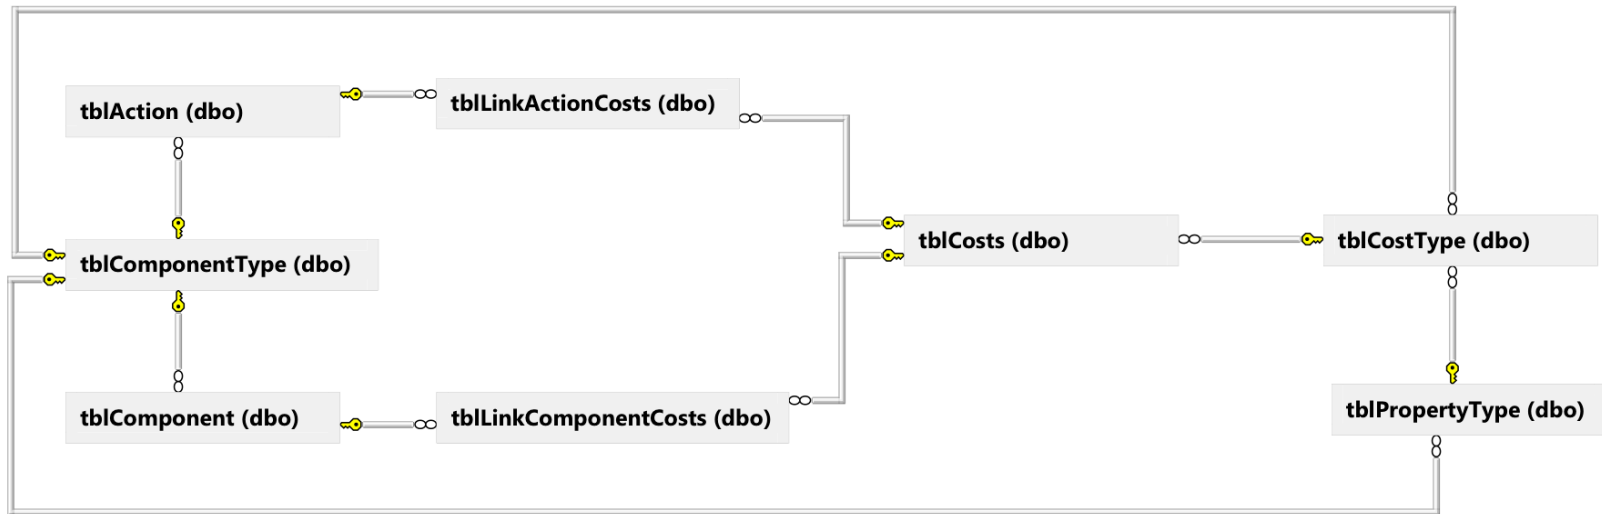 tblAction (dbo)
tblLinkActionCosts (dbo)
tblComponentType (dbo)
tblCosts (dbo)
tblCostType (dbo)
tblComponent (dbo)
tblLinkComponentCosts (dbo)
tblPropertyType (dbo)